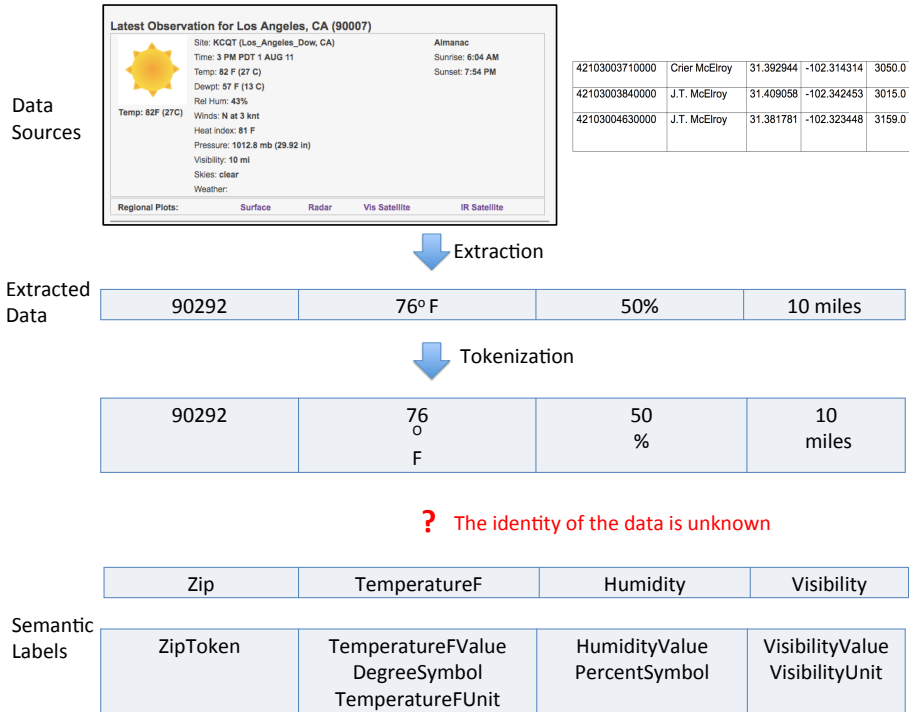 Latest Observation for Los Angeles, CA (90007)
Site: KCQT (Los_Angeles_Dow, CA)
Time: 3 PM PDT 1 AUG 11
Temp: 82 F (27 C)
Dewpt: 57 F (13 C)
Rel Hum: 43%
Winds: N at 3 knt
Heat index: 81 F
Pressure: 1012.8 mb (29.92 in)
Visibility: 10 mi
Skies: clear
Weather:
Temp: 82F (27C)
Almanac
Sunrise: 6:04 AM
Sunset: 7:54 PM
Regional Plots: Surface Radar Vis Satellite IR Satellite
42103003710000 Crier McElroy 31.392944 -102.314314 3050.0
42103003840000 J.T. McElroy 31.409058 -102.342453 3015.0
42103004630000 J.T. McElroy 31.381781 -102.323448 3159.0
Data
Sources
Extraction
Extracted
Data
90292 76º F 50% 10 miles
Tokenization
90292 76 50 10
O % miles
F
? The identity of the data is unknown
Zip TemperatureF Humidity Visibility
Semantic
Labels
ZipToken TemperatureFValue HumidityValue VisibilityValue
DegreeSymbol PercentSymbol VisibilityUnit
TemperatureFUnit